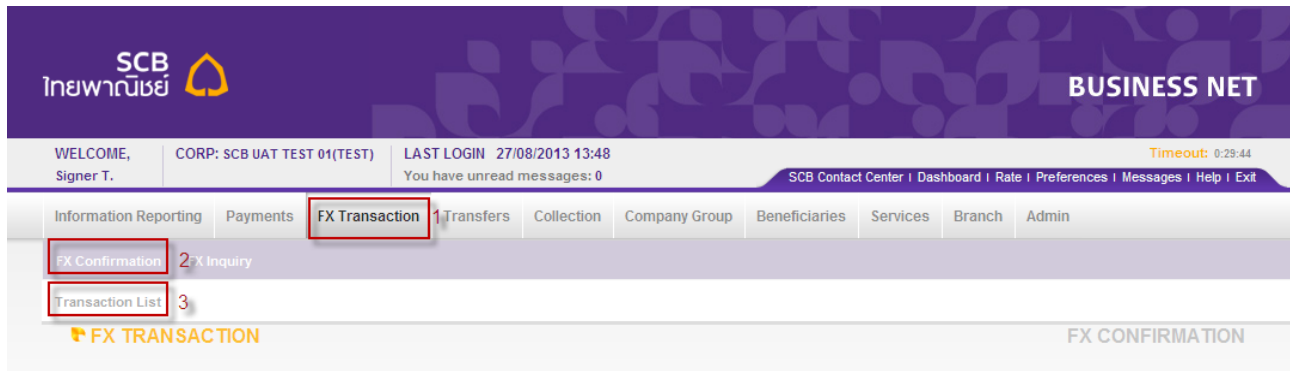 SCB
ไทยพาณิชย์
BUSINESS NET
WELCOME, CORP: SCB UAT TEST 01(TEST) LAST LOGIN 27/08/2013 13:48 Timeout: 0:29:44
Signer T. You have unread messages: 0 SCB Contact Center | Dashboard | Rate | Preferences | Messages | Help | Exit
Information Reporting Payments FX Transaction 1 Transfers Collection Company Group Beneficiaries Services Branch Admin
FX Confirmation 2 FX Inquiry
Transaction List 3
FX TRANSACTION FX CONFIRMATION